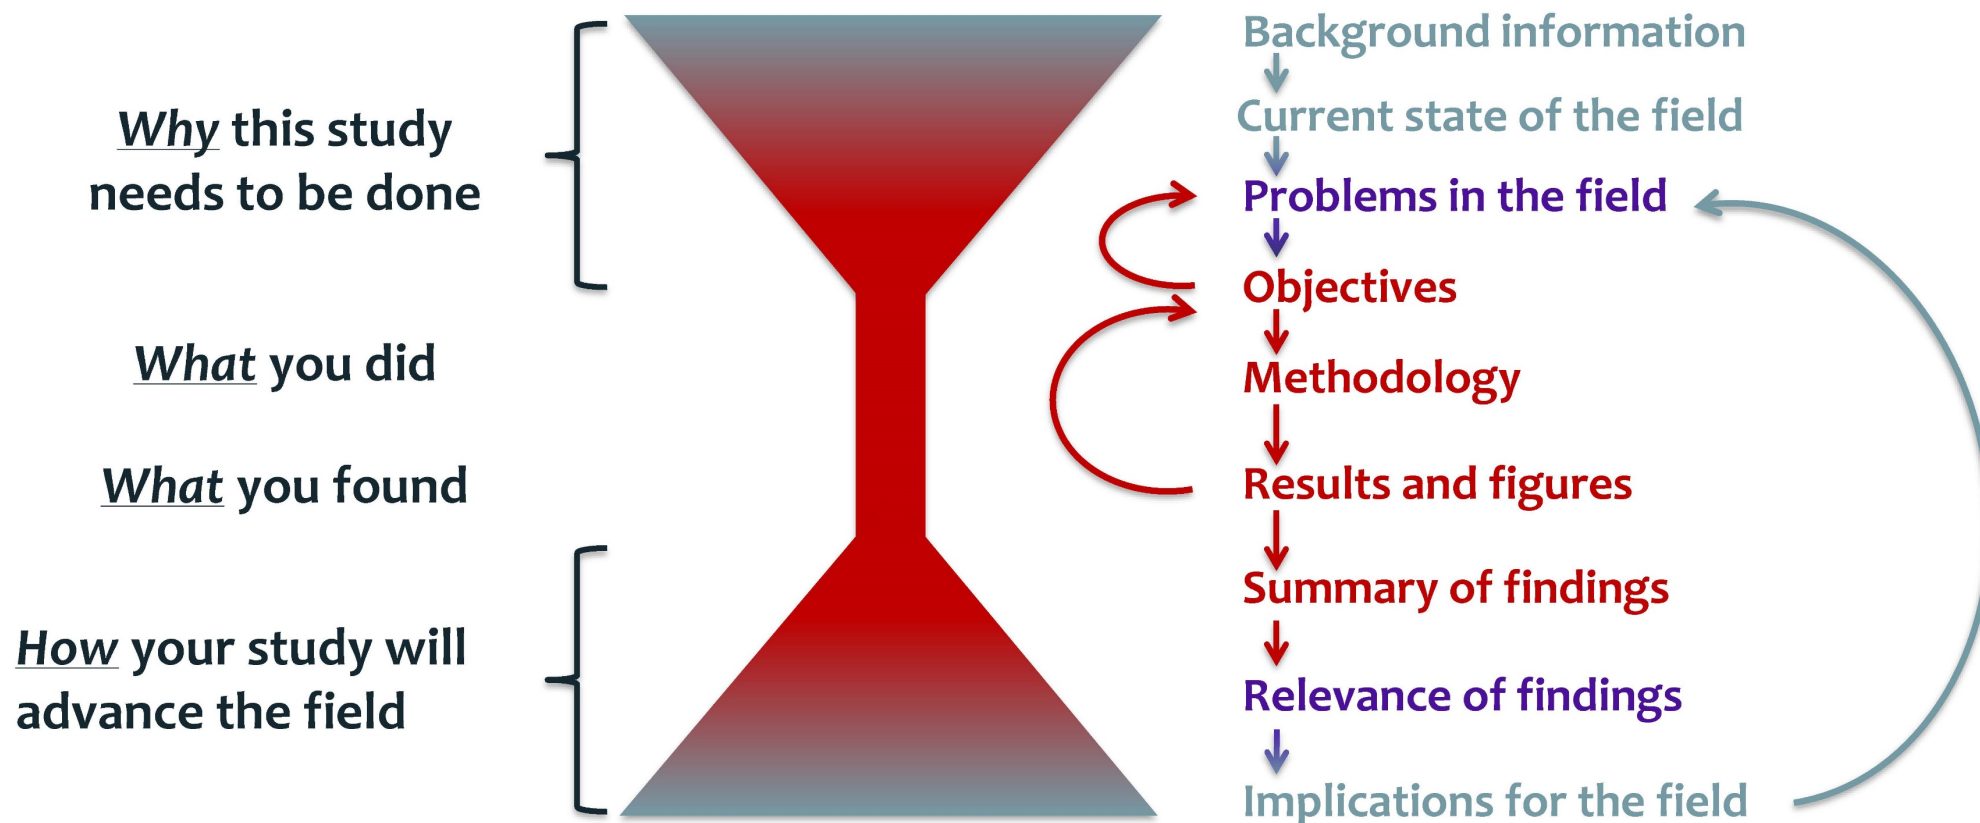 Why this study
needs to be done
What you did
What you found
How your study will
advance the field
Background information
Current state of the field
Problems in the field
Objectives
Methodology
Results and figures
Summary of findings
Relevance of findings
Implications for the field